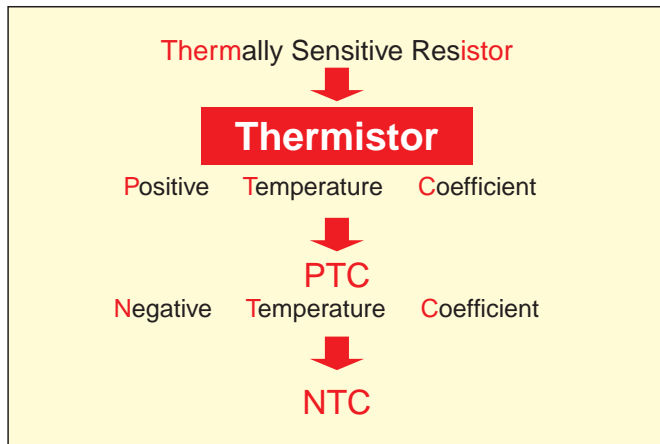 Thermally Sensitive Resistor
Thermistor
Positive Temperature Coefficient
PTC
Negative Temperature Coefficient
NTC